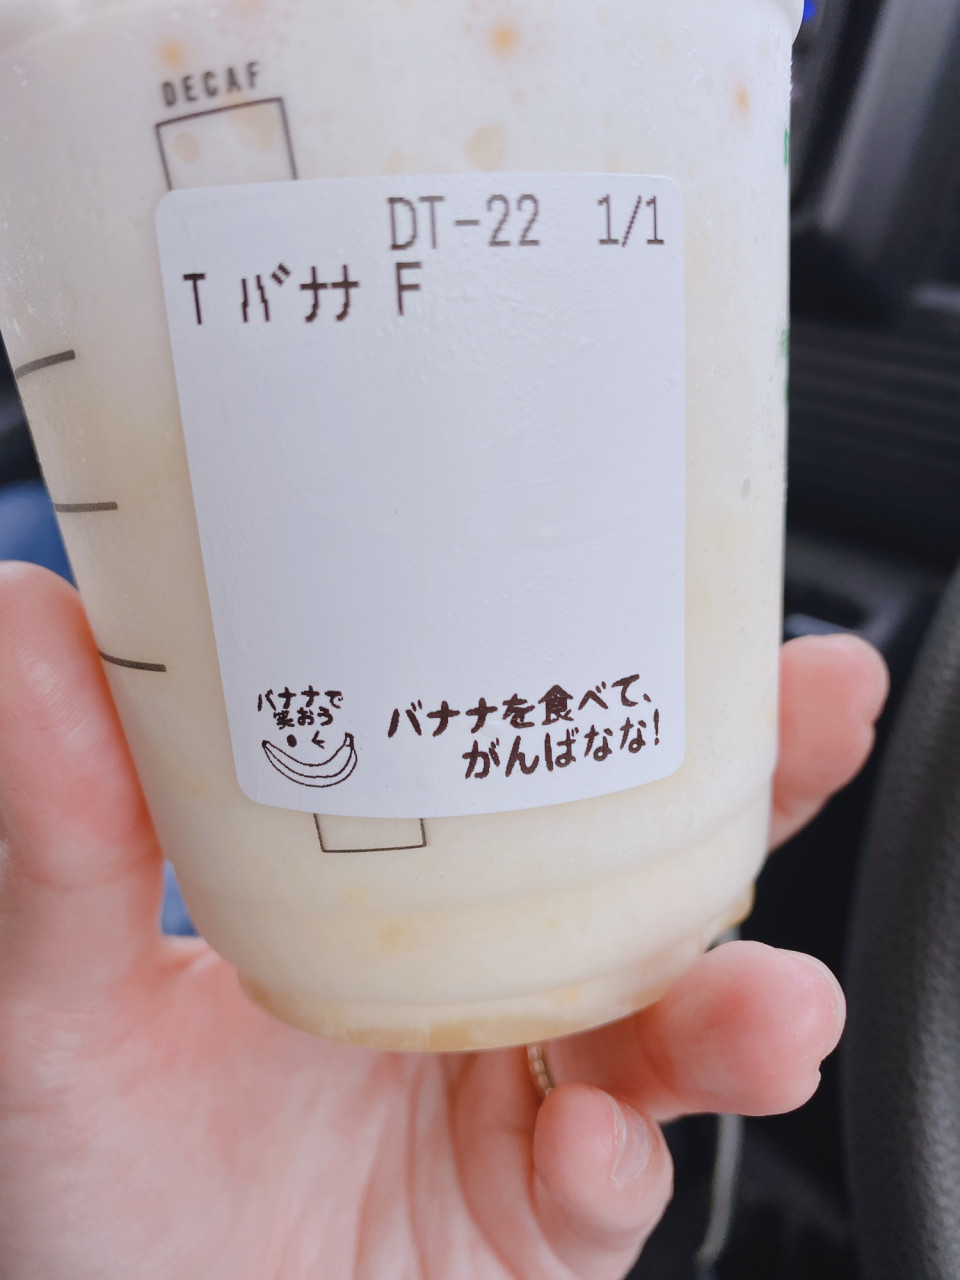 DECAF
DT-22 1/1
T バナナ F
バナナで
笑おう
バナナを食べて、
がんばなな!